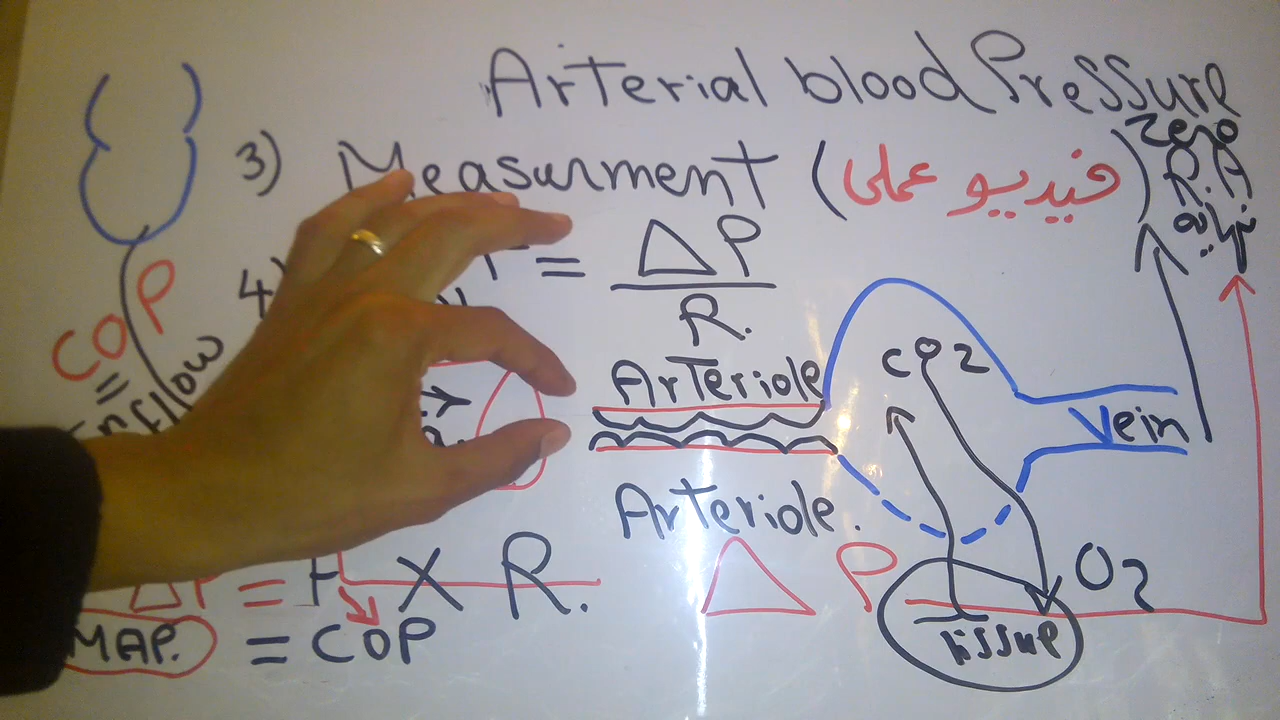 Arterial blood Pressure
3) Measurment (فيديو عملى)
Zero
4)
= ΔP
R.
COP
=
Inflow
Arteriole
CO2
Vein
Arteriole.
ΔP
O2
Tissue
ΔP = F X R.
MAP. = COP